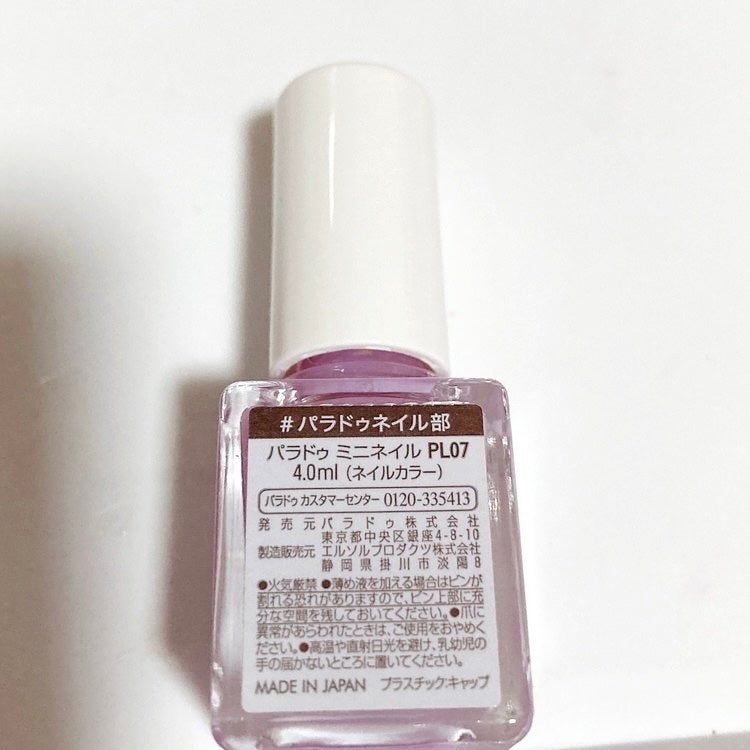 #パラドゥネイル部
パラドゥ ミニネイル PL07
4.0ml（ネイルカラー）
パラドゥ カスタマーセンター 0120-335413
発売元 パラドゥ株式会社
東京都中央区銀座4-8-10
製造販売元 エルソルプロダクツ株式会社
静岡県掛川市淡陽8
●火気厳禁 ●薄め液を加える場合はビンが
割れる恐れがありますので、ビン上部に充
分な空間を残しておいてください。●爪に
異常があらわれたときは、ご使用をおやめく
ださい。●高温や直射日光を避け、乳幼児の
手の届かないところに置いてください。
MADE IN JAPAN プラスチック:キャップ